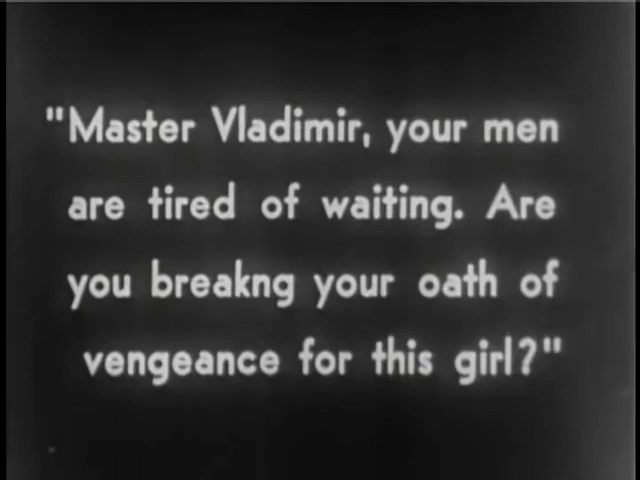 "Master Vladimir, your men
are tired of waiting. Are
you breakng your oath of
vengeance for this girl?"